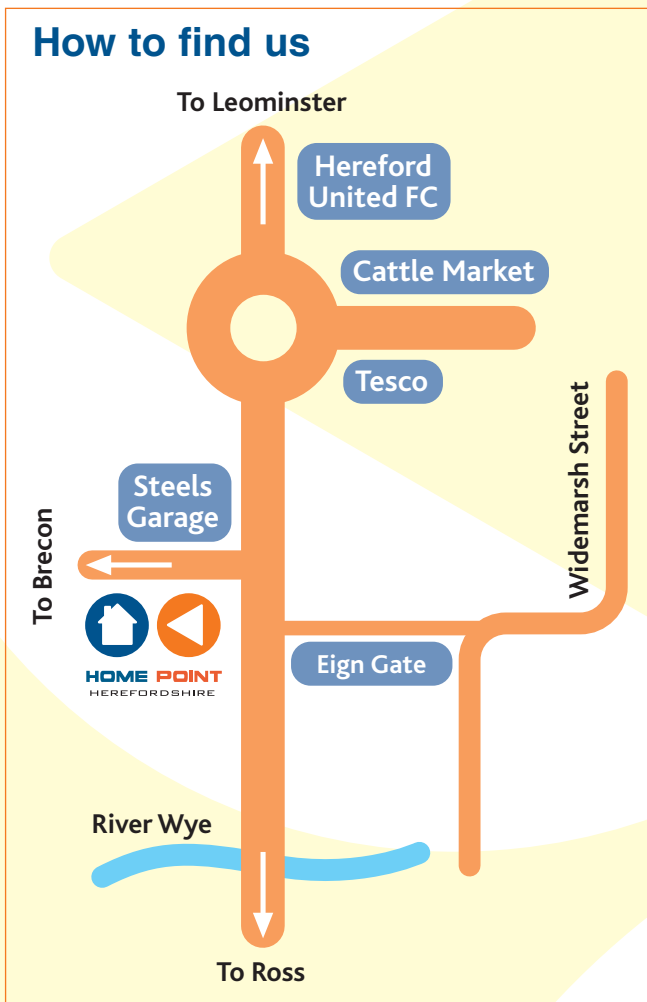 How to find us
To Leominster
Hereford
United FC
Cattle Market
Tesco
Widemarsh Street
Steels
Garage
To Brecon
HOME POINT
HEREFORDSHIRE
Eign Gate
River Wye
To Ross